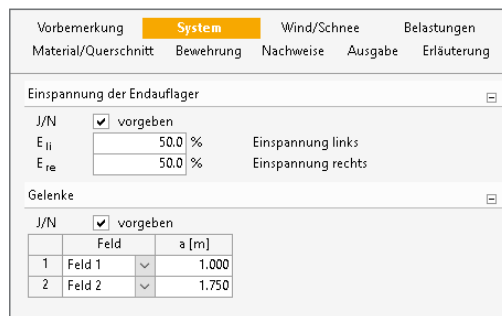 Vorbemerkung System Wind/Schnee Belastungen
Material/Querschnitt Bewehrung Nachweise Ausgabe Erläuterung
Einspannung der Endauflager
J/N vorgeben
E li 50.0 % Einspannung links
E re 50.0 % Einspannung rechts
Gelenke
J/N vorgeben
Feld a [m]
1 Feld 1 1.000
2 Feld 2 1.750